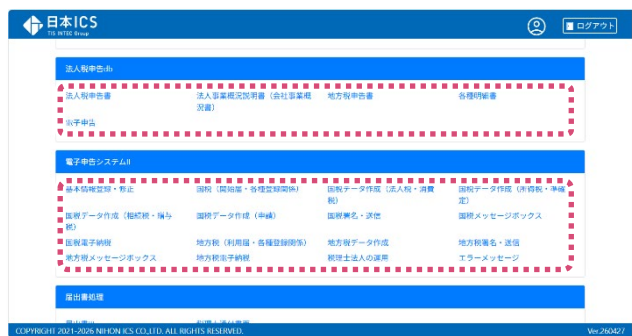 日本ICS
TIS INTEC Group
ログアウト
法人税申告db
法人税申告書
法人事業概況説明書（会社事業概況書）
地方税申告書
各種明細書
電子申告
電子申告システムII
基本情報登録・修正
国税（開始届・各種登録関係）
国税データ作成（法人税・消費税）
国税データ作成（所得税・準確定）
国税データ作成（相続税・贈与税）
国税データ作成（申請）
国税署名・送信
国税メッセージボックス
国税電子納税
地方税（利用届・各種登録関係）
地方税データ作成
地方税署名・送信
地方税メッセージボックス
地方税電子納税
税理士法人の運用
エラーメッセージ
届出書処理
COPYRIGHT 2021-2026 NIHON ICS CO.,LTD. ALL RIGHTS RESERVED.
Ver.260427